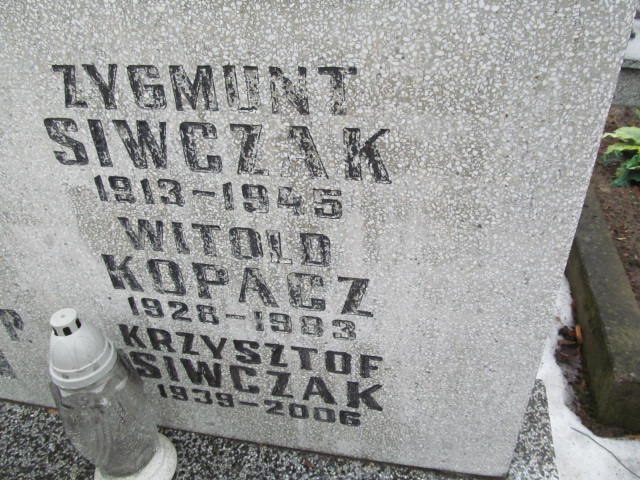 ZYGMUNT
SIWCZAK
1913-1945
WITOLD
KOPACZ
1928-1983
KRZYSZTOF
SIWCZAK
1939-2006